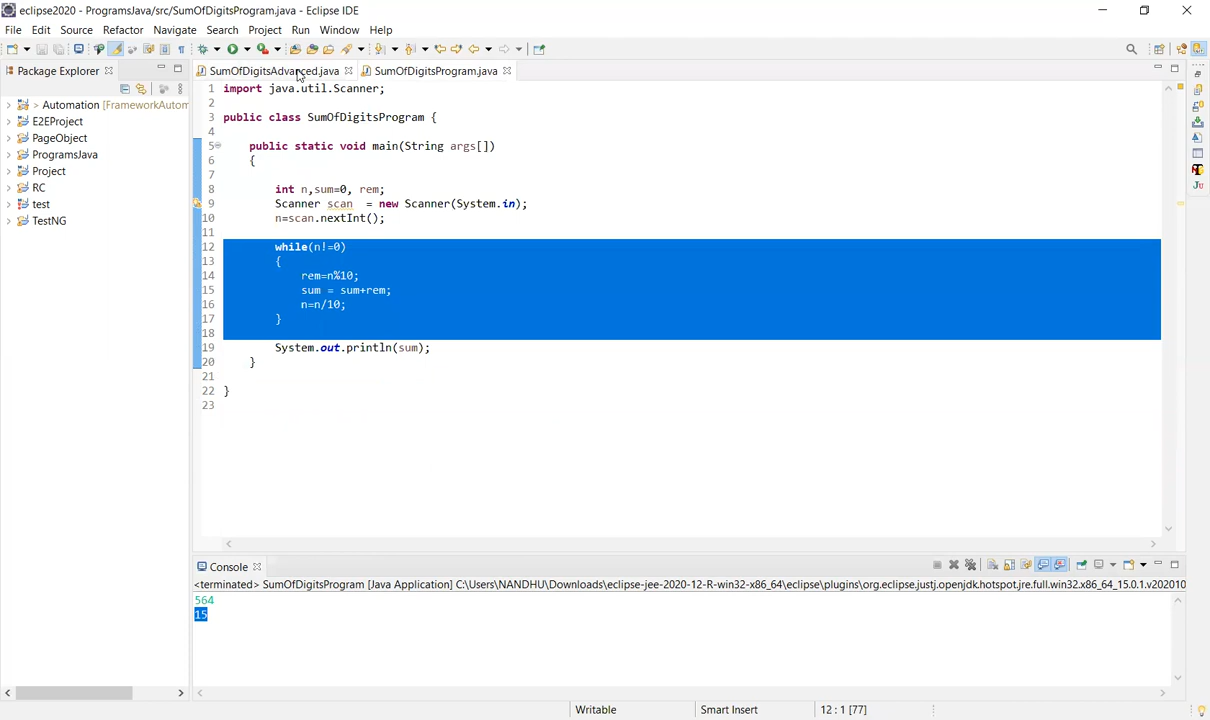 eclipse2020 - ProgramsJava/src/SumOfDigitsProgram.java - Eclipse IDE
File Edit Source Refactor Navigate Search Project Run Window Help
Package Explorer
SumOfDigitsAdvanced.java
SumOfDigitsProgram.java
> Automation [FrameworkAutom
E2EProject
PageObject
ProgramsJava
Project
RC
test
TestNG
1 import java.util.Scanner;
2
3 public class SumOfDigitsProgram {
4
5 public static void main(String args[])
6 {
7
8 int n,sum=0, rem;
9 Scanner scan = new Scanner(System.in);
10 n=scan.nextInt();
11
12 while(n!=0)
13 {
14 rem=n%10;
15 sum = sum+rem;
16 n=n/10;
17 }
18
19 System.out.println(sum);
20 }
21
22 }
23
Console
<terminated> SumOfDigitsProgram [Java Application] C:\Users\NANDHU\Downloads\eclipse-jee-2020-12-R-win32-x86_64\eclipse\plugins\org.eclipse.justj.openjdk.hotspot.jre.full.win32.x86_64_15.0.1.v202010
564
15
Writable Smart Insert 12 : 1 [77]